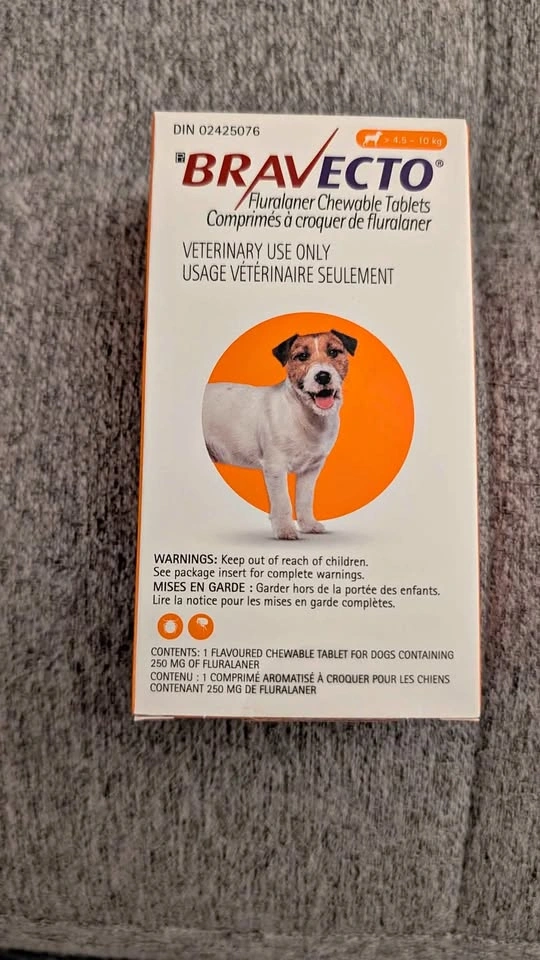 DIN 02425076
> 4.5 - 10 kg
BRAVECTO®
Fluralaner Chewable Tablets
Comprimés à croquer de fluralaner
VETERINARY USE ONLY
USAGE VÉTÉRINAIRE SEULEMENT
WARNINGS: Keep out of reach of children.
See package insert for complete warnings.
MISES EN GARDE : Garder hors de la portée des enfants.
Lire la notice pour les mises en garde complètes.
CONTENTS: 1 FLAVOURED CHEWABLE TABLET FOR DOGS CONTAINING
250 MG OF FLURALANER
CONTENU : 1 COMPRIMÉ AROMATISÉ À CROQUER POUR LES CHIENS
CONTENANT 250 MG DE FLURALANER